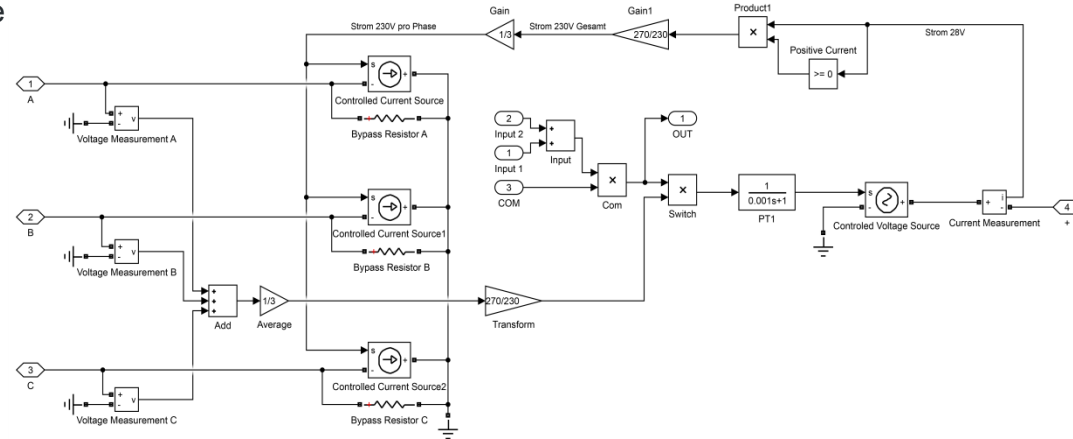 e
Gain
Gain1
Product1
Strom 230V pro Phase
1/3
Strom 230V Gesamt
270/230
×
Strom 28V
Positive Current
>= 0
1
A
+
-
v
Voltage Measurement A
s
-
+
Controlled Current Source
Bypass Resistor A
2
Input 2
1
Input 1
3
COM
+
+
Input
×
Com
1
OUT
×
Switch
1
0.001s+1
PT1
s
-
+
Controled Voltage Source
+
i
-
Current Measurement
4
+
2
B
+
-
v
Voltage Measurement B
s
-
+
Controlled Current Source1
Bypass Resistor B
+
+
+
Add
1/3
Average
270/230
Transform
3
C
+
-
v
Voltage Measurement C
s
-
+
Controlled Current Source2
Bypass Resistor C